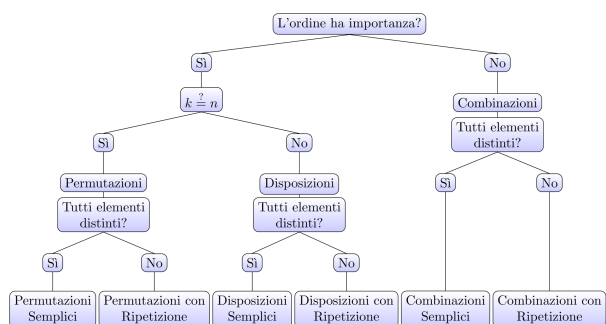 L'ordine ha importanza?
Sì
No
k ?= n
Combinazioni
Tutti elementi
distinti?
Sì
No
Permutazioni
Disposizioni
Sì
No
Tutti elementi
distinti?
Tutti elementi
distinti?
Sì
No
Sì
No
Permutazioni
Semplici
Permutazioni con
Ripetizione
Disposizioni
Semplici
Disposizioni con
Ripetizione
Combinazioni
Semplici
Combinazioni con
Ripetizione